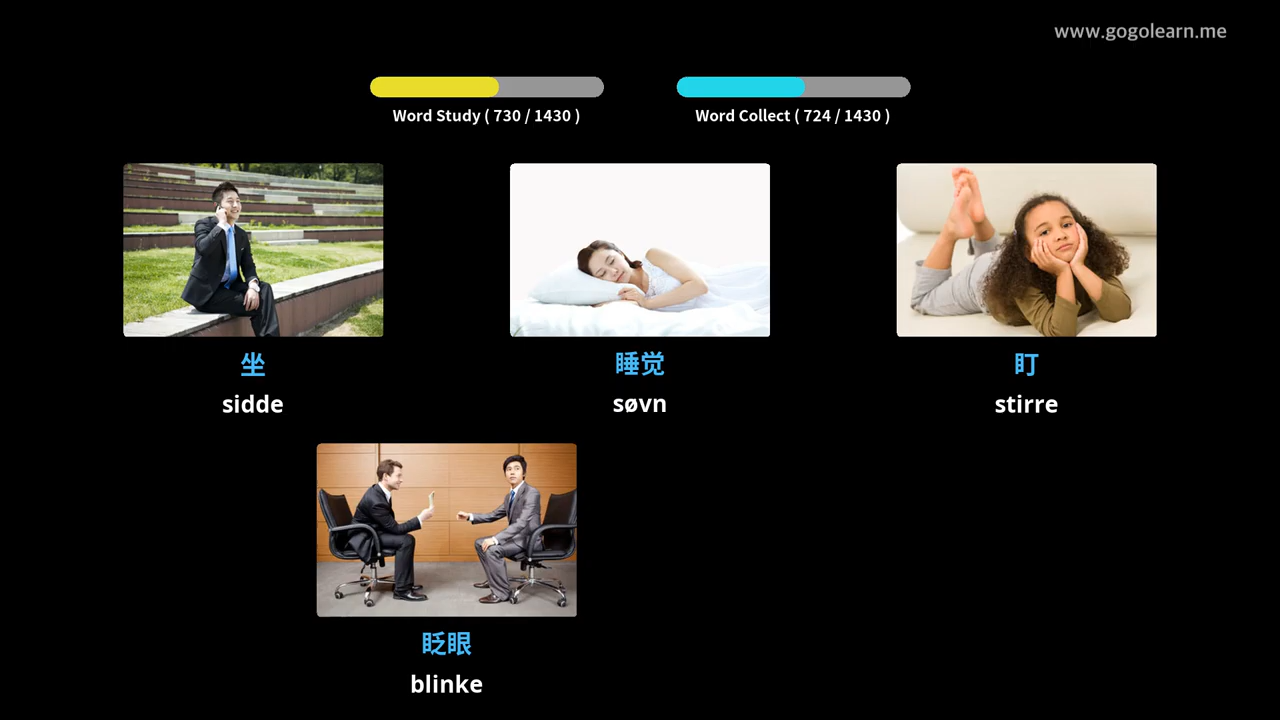 www.gogolearn.me
Word Study ( 730 / 1430 )
Word Collect ( 724 / 1430 )
坐
sidde
睡觉
søvn
盯
stirre
眨眼
blinke